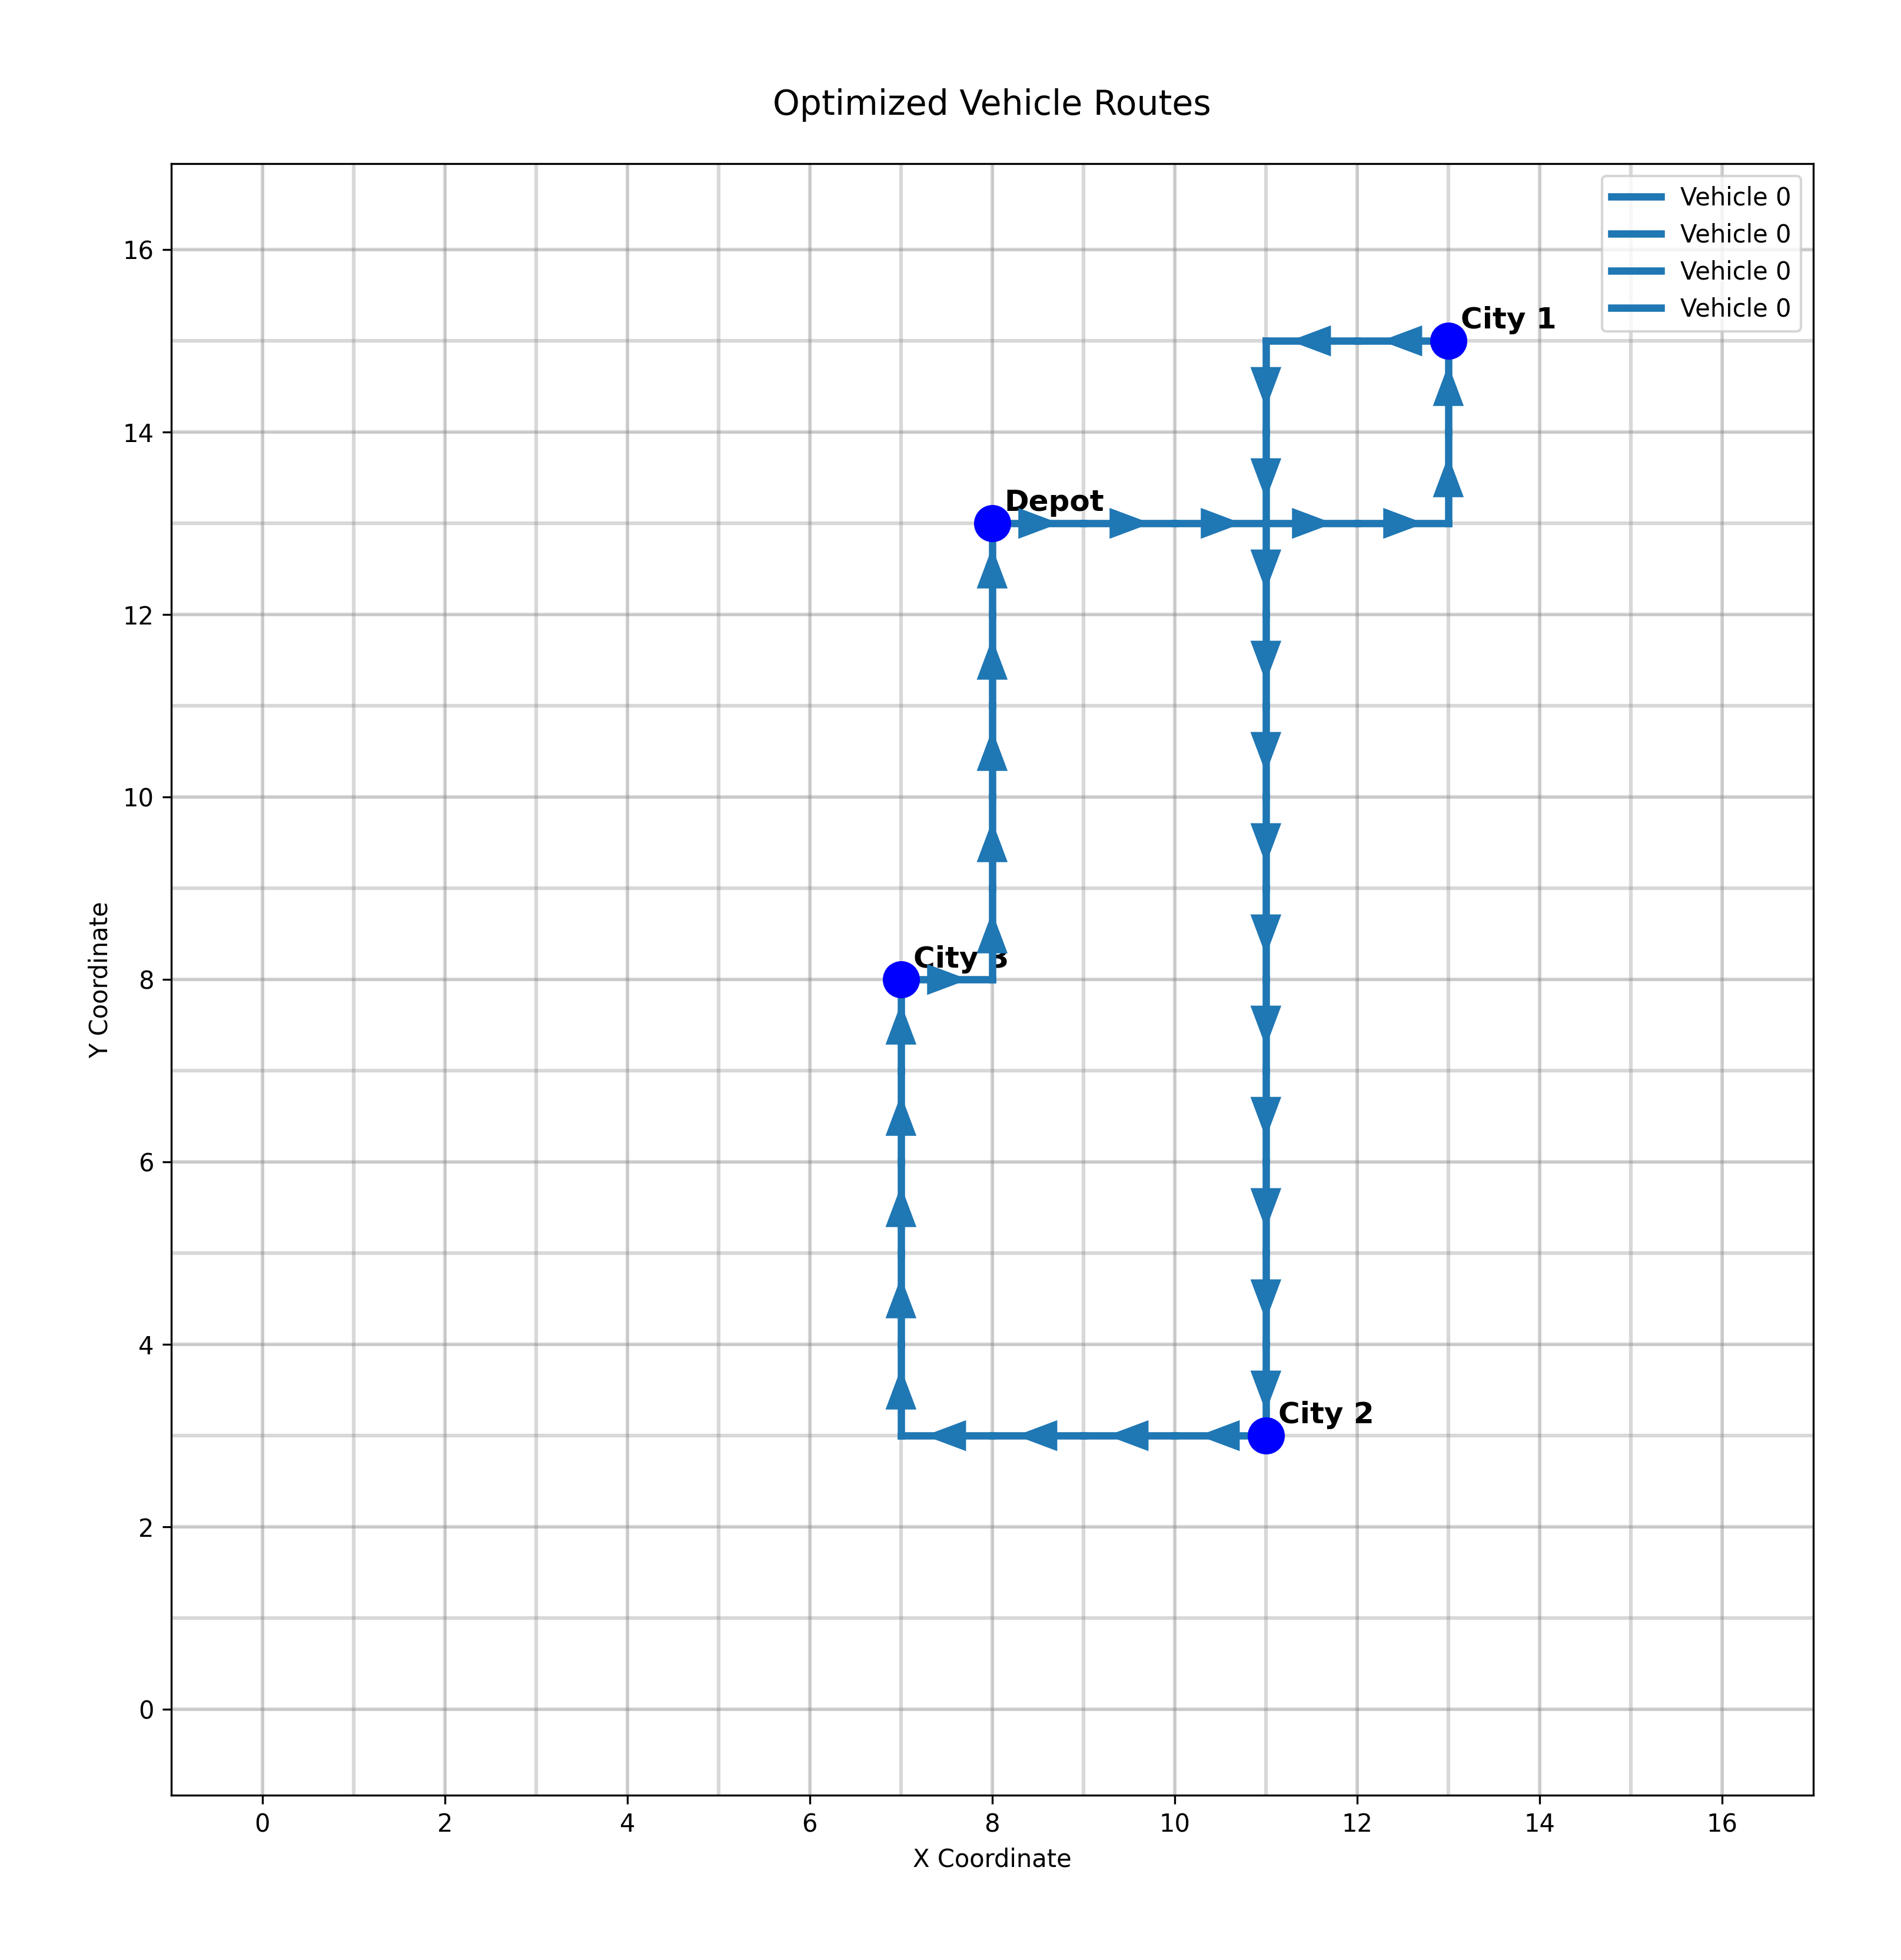 Optimized Vehicle Routes
Vehicle 0
Vehicle 0
Vehicle 0
Vehicle 0
City 1
Depot
City 3
City 2
Y Coordinate
16
14
12
10
8
6
4
2
0
0 2 4 6 8 10 12 14 16
X Coordinate